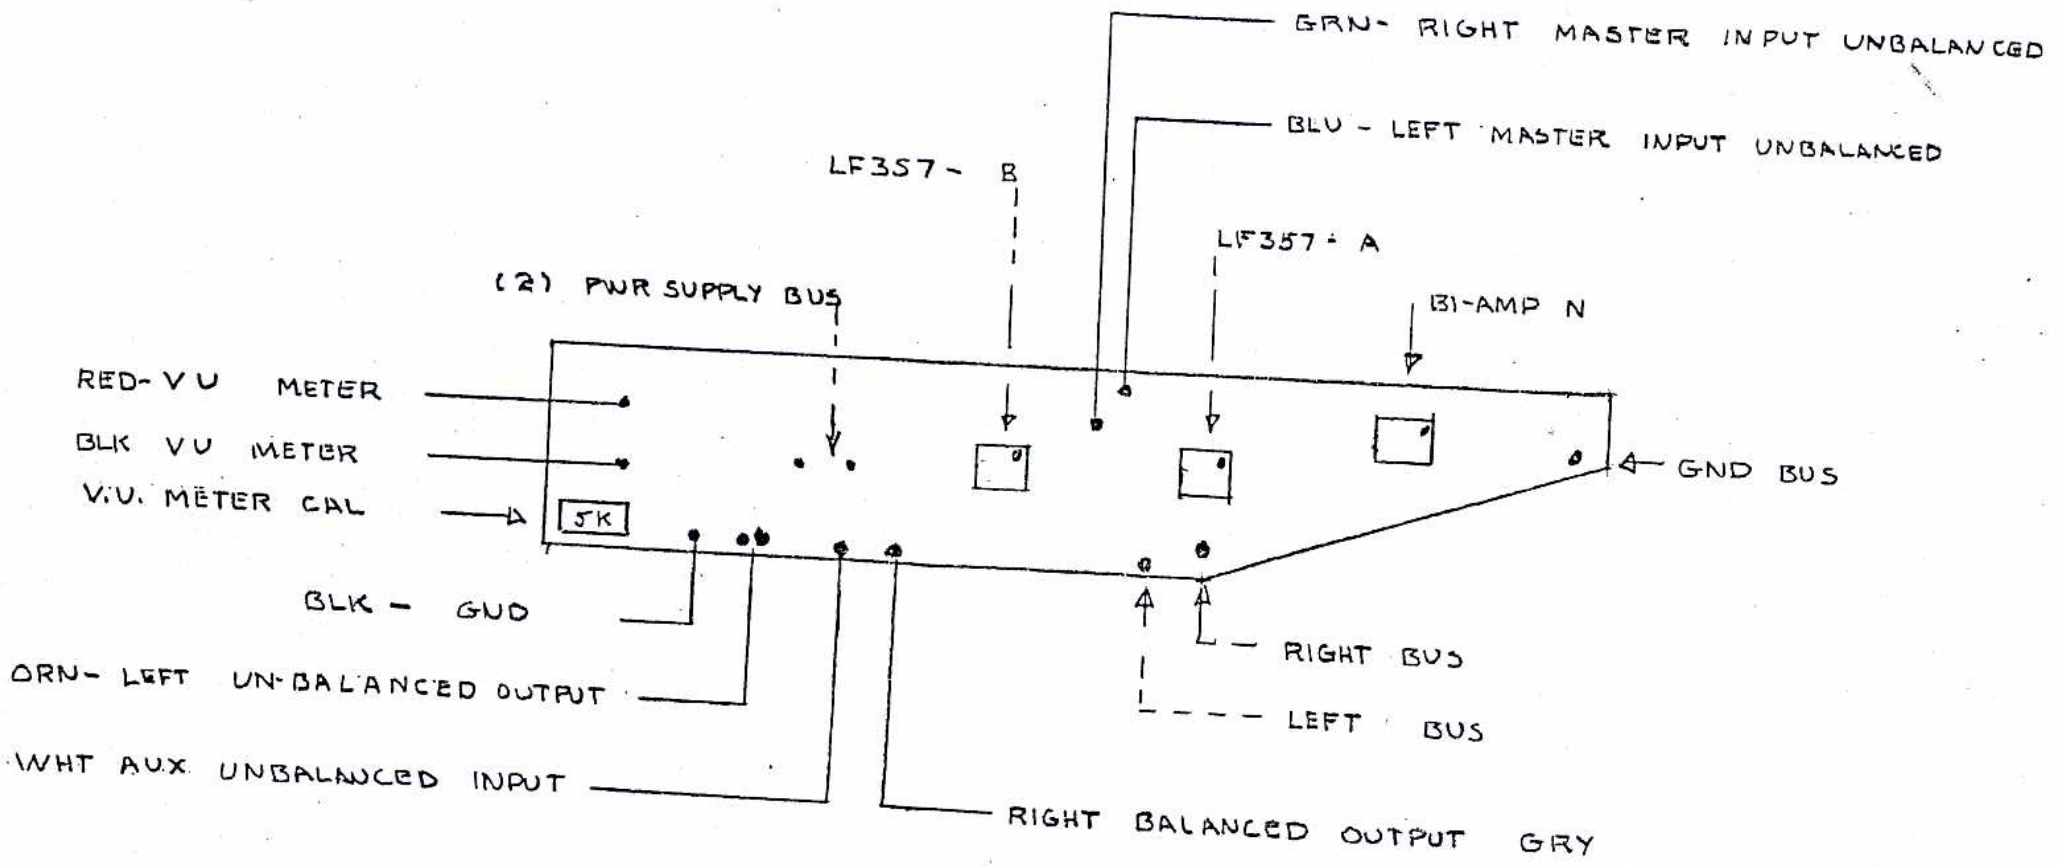 GRN- RIGHT MASTER INPUT UNBALANCED
BLU - LEFT MASTER INPUT UNBALANCED
LF357- B
LF357- A
(2) PWR SUPPLY BUS
BI-AMP N
RED-VU METER
BLK VU METER
V.U. METER CAL
5K
GND BUS
BLK - GND
RIGHT BUS
ORN- LEFT UN-BALANCED OUTPUT
LEFT BUS
WHT AUX UNBALANCED INPUT
RIGHT BALANCED OUTPUT GRY